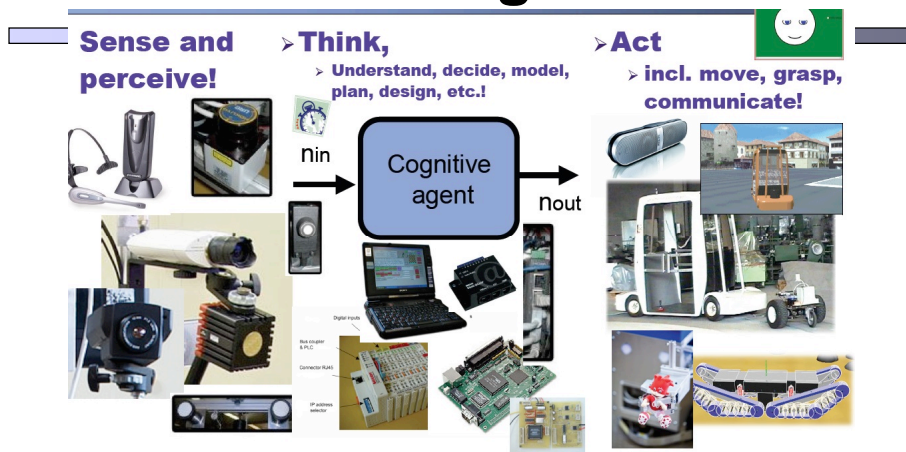 Sense and
perceive!
Think,
Understand, decide, model,
plan, design, etc.!
Act
incl. move, grasp,
communicate!
nin
Cognitive
agent
nout
Digital Inputs
Bus coupler
& PLC
Connector RJ45
IP address
selector